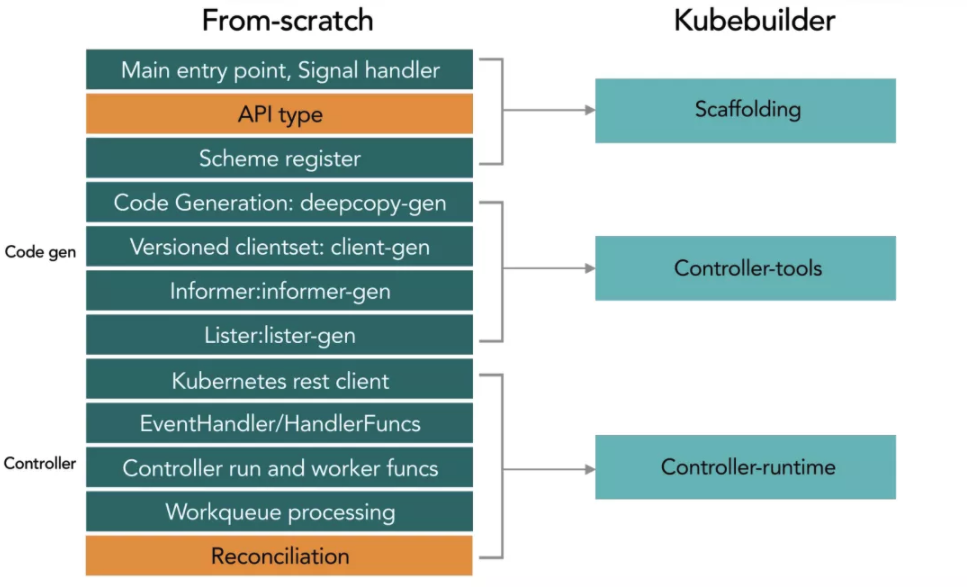 From-scratch
Kubebuilder
Main entry point, Signal handler
API type
Scheme register
Scaffolding
Code gen
Code Generation: deepcopy-gen
Versioned clientset: client-gen
Informer:informer-gen
Lister:lister-gen
Controller-tools
Controller
Kubernetes rest client
EventHandler/HandlerFuncs
Controller run and worker funcs
Workqueue processing
Reconciliation
Controller-runtime